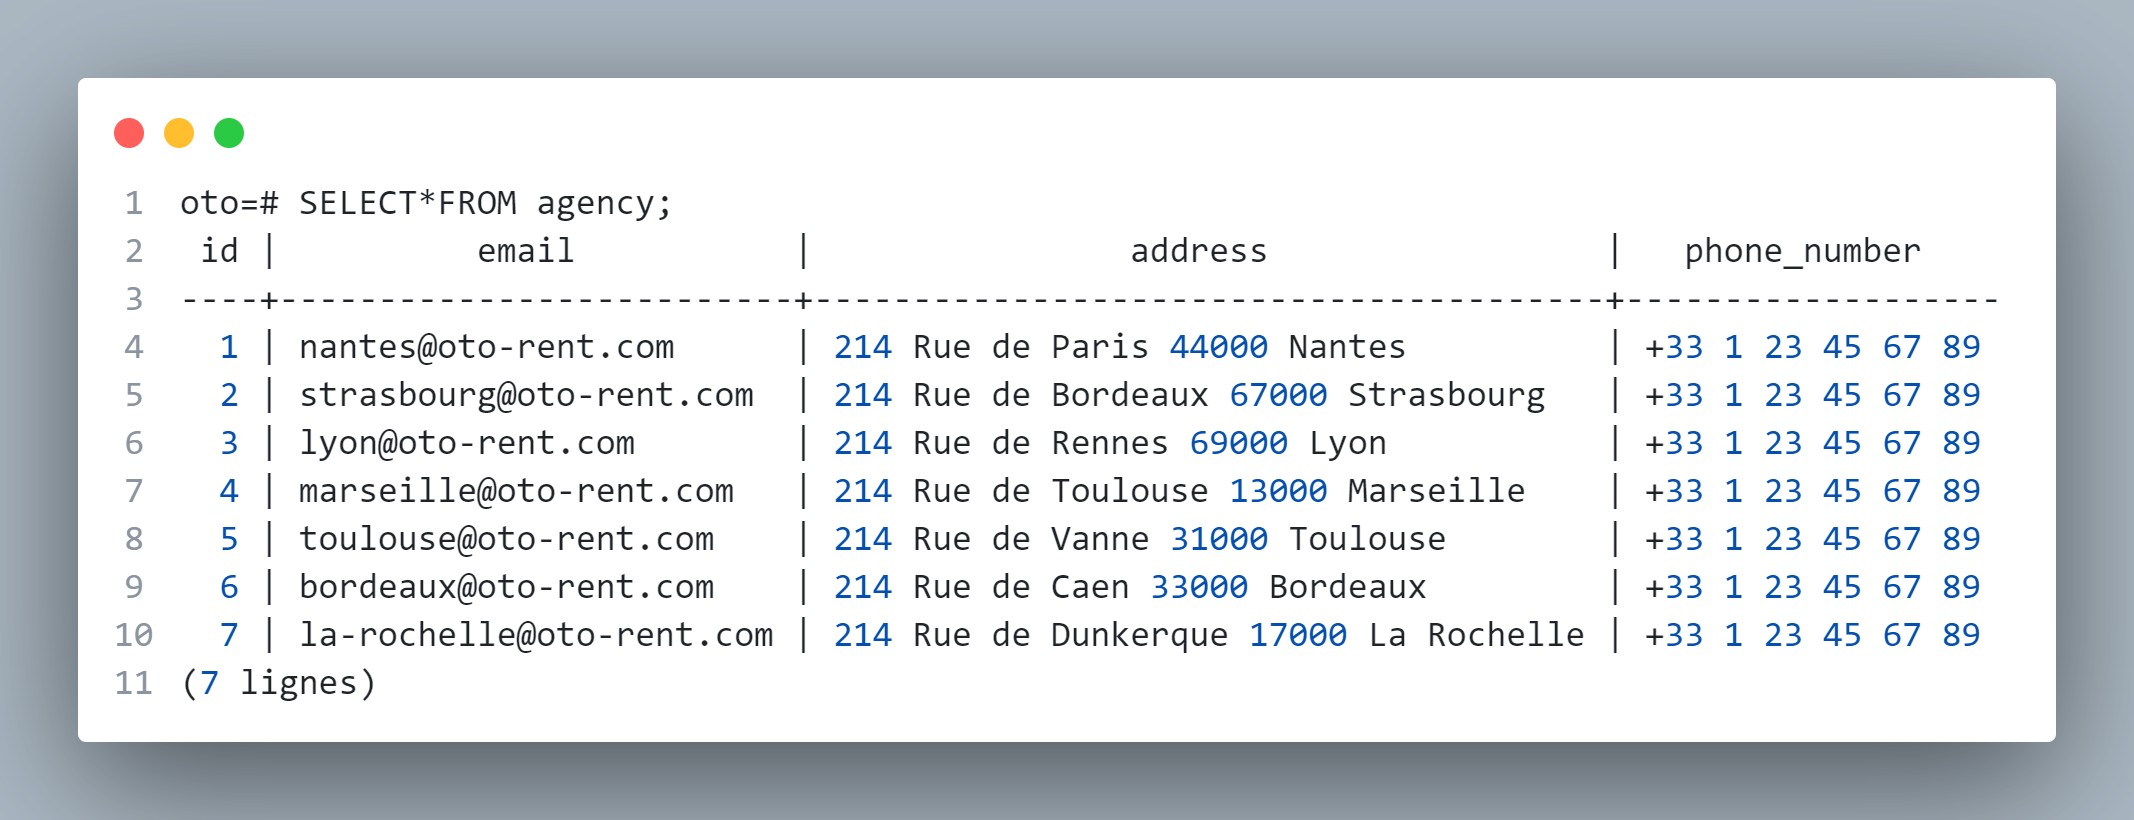 1 oto=# SELECT*FROM agency;
2  id |          email           |                address                 |   phone_number
3 ----+--------------------------+----------------------------------------+-------------------
4   1 | nantes@oto-rent.com      | 214 Rue de Paris 44000 Nantes          | +33 1 23 45 67 89
5   2 | strasbourg@oto-rent.com  | 214 Rue de Bordeaux 67000 Strasbourg   | +33 1 23 45 67 89
6   3 | lyon@oto-rent.com        | 214 Rue de Rennes 69000 Lyon           | +33 1 23 45 67 89
7   4 | marseille@oto-rent.com   | 214 Rue de Toulouse 13000 Marseille    | +33 1 23 45 67 89
8   5 | toulouse@oto-rent.com    | 214 Rue de Vanne 31000 Toulouse        | +33 1 23 45 67 89
9   6 | bordeaux@oto-rent.com    | 214 Rue de Caen 33000 Bordeaux         | +33 1 23 45 67 89
10   7 | la-rochelle@oto-rent.com | 214 Rue de Dunkerque 17000 La Rochelle | +33 1 23 45 67 89
11 (7 lignes)